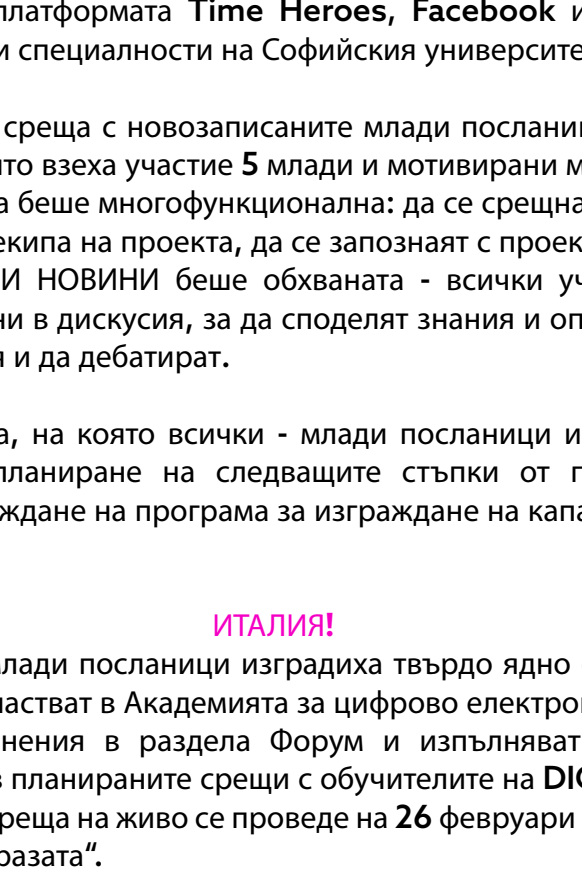 платформата Time Heroes, Facebook и
и специалности на Софийския университе
среща с новозаписаните млади послани
то взеха участие 5 млади и мотивирани м
а беше многофункционална: да се срещна
екипа на проекта, да се запознаят с проек
И НОВИНИ беше обхваната - всички уч
ни в дискусия, за да споделят знания и оп
я и да дебатират.
а, на която всички - млади посланици и
планиране на следващите стъпки от п
ждане на програма за изграждане на капа
ИТАЛИЯ!
млади посланици изградиха твърдо ядно
частват в Академията за цифрово електро
нения в раздела Форум и изпълняват
в планираните срещи с обучителите на DI
реща на живо се проведе на 26 февруари
разата“.